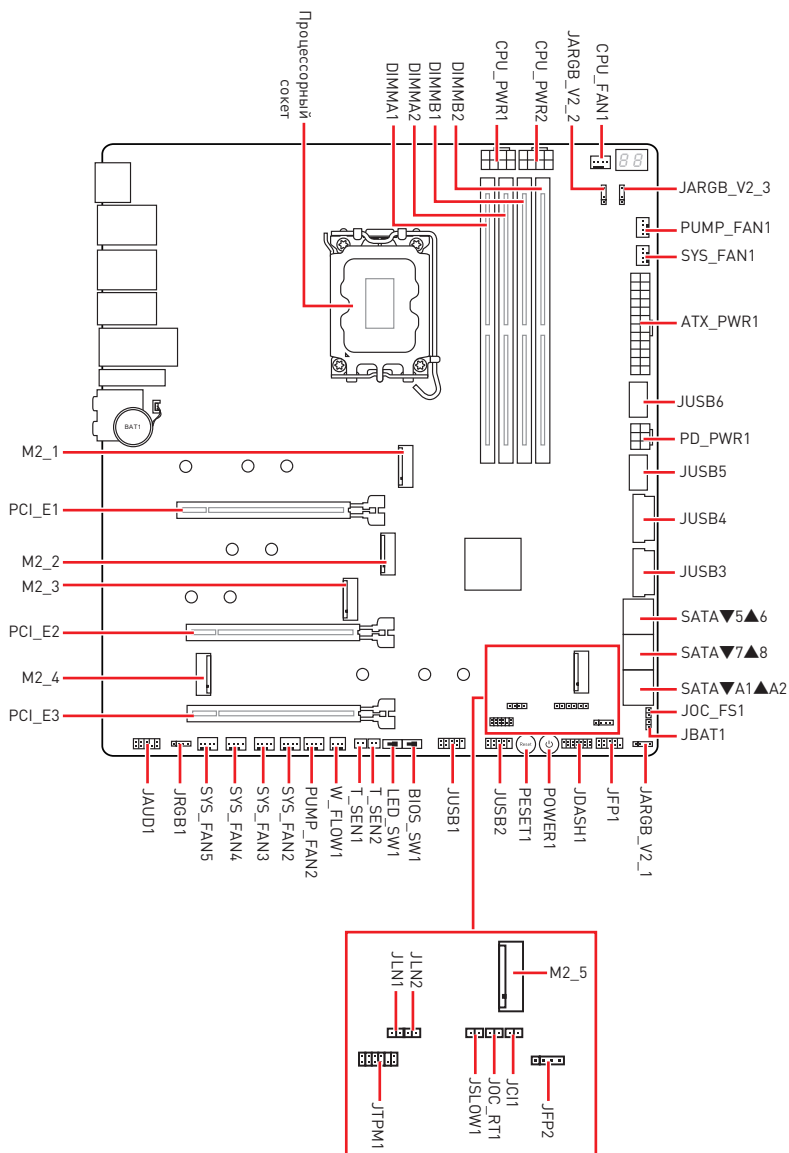 Процессорный
сокет
DIMMA1
DIMMA2
DIMMB1
DIMMB2
CPU_PWR1
CPU_PWR2
JARGB_V2_2
CPU_FAN1
88
JARGB_V2_3
PUMP_FAN1
SYS_FAN1
ATX_PWR1
JUSB6
PD_PWR1
JUSB5
JUSB4
JUSB3
SATA▼5▲6
SATA▼7▲8
SATA▼A1▲A2
JOC_FS1
JBAT1
BAT1
M2_1
PCI_E1
M2_2
M2_3
PCI_E2
M2_4
PCI_E3
Reset
JAUD1
JRGB1
SYS_FAN5
SYS_FAN4
SYS_FAN3
SYS_FAN2
PUMP_FAN2
W_FLOW1
T_SEN1
T_SEN2
LED_SW1
BIOS_SW1
JUSB1
JUSB2
PESET1
POWER1
JDASH1
JFP1
JARGB_V2_1
M2_5
JLN1
JLN2
JTPM1
JSLOW1
JOC_RT1
JCI1
JFP2